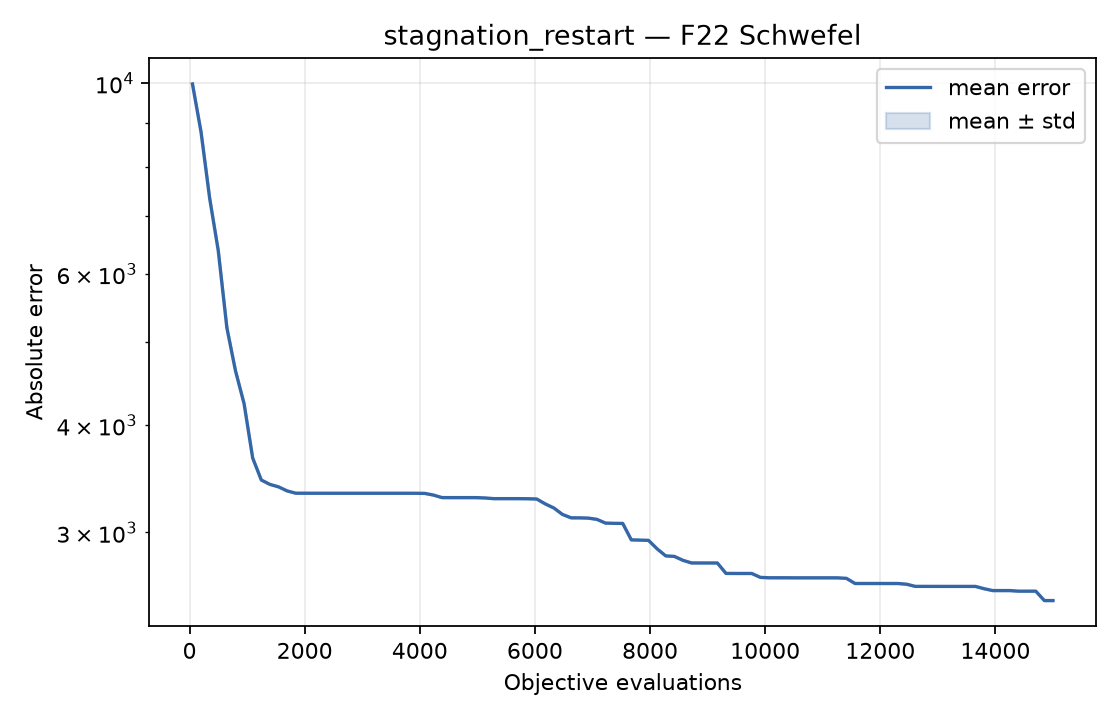 stagnation_restart — F22 Schwefel
mean error
mean ± std
Absolute error
10⁴
6 × 10³
4 × 10³
3 × 10³
0 2000 4000 6000 8000 10000 12000 14000
Objective evaluations